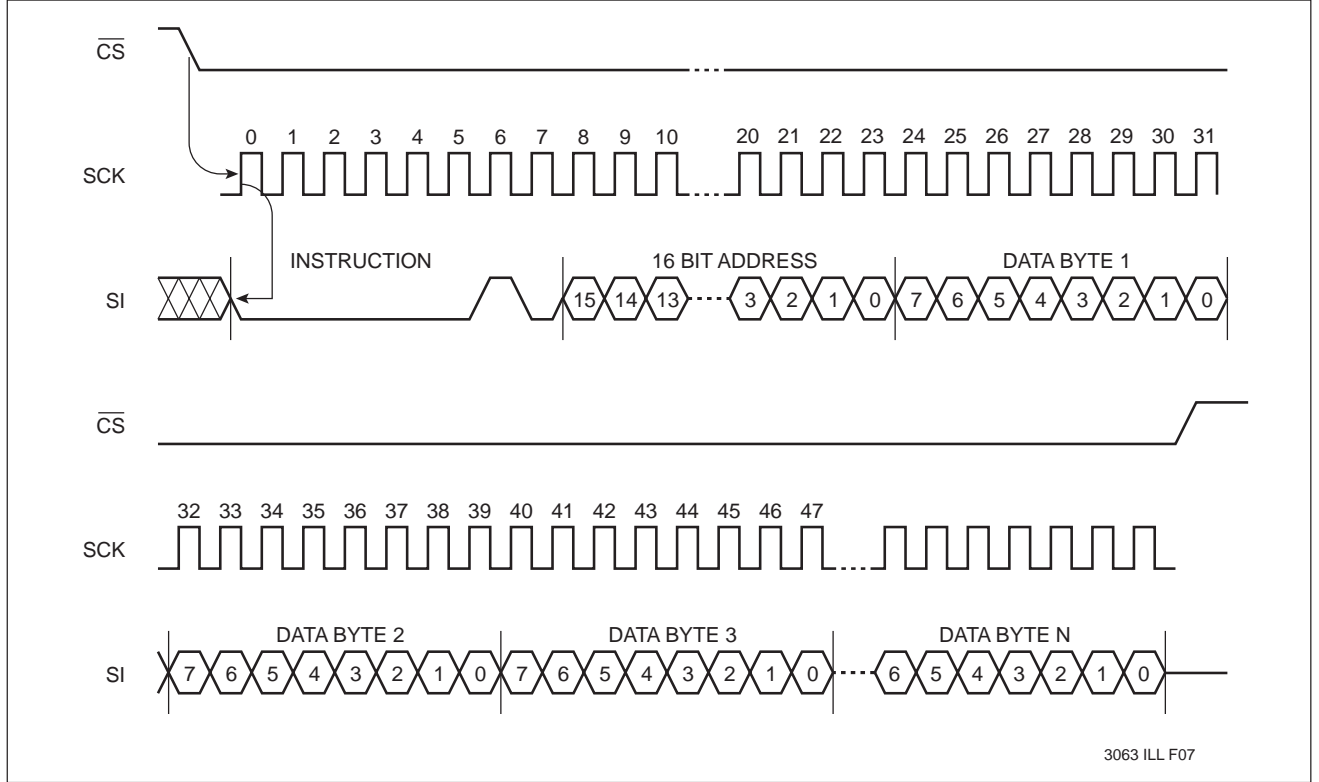 CS
0 1 2 3 4 5 6 7 8 9 10 20 21 22 23 24 25 26 27 28 29 30 31
SCK
INSTRUCTION 16 BIT ADDRESS DATA BYTE 1
SI 15 14 13 3 2 1 0 7 6 5 4 3 2 1 0
CS
32 33 34 35 36 37 38 39 40 41 42 43 44 45 46 47
SCK
DATA BYTE 2 DATA BYTE 3 DATA BYTE N
SI 7 6 5 4 3 2 1 0 7 6 5 4 3 2 1 0 6 5 4 3 2 1 0
3063 ILL F07